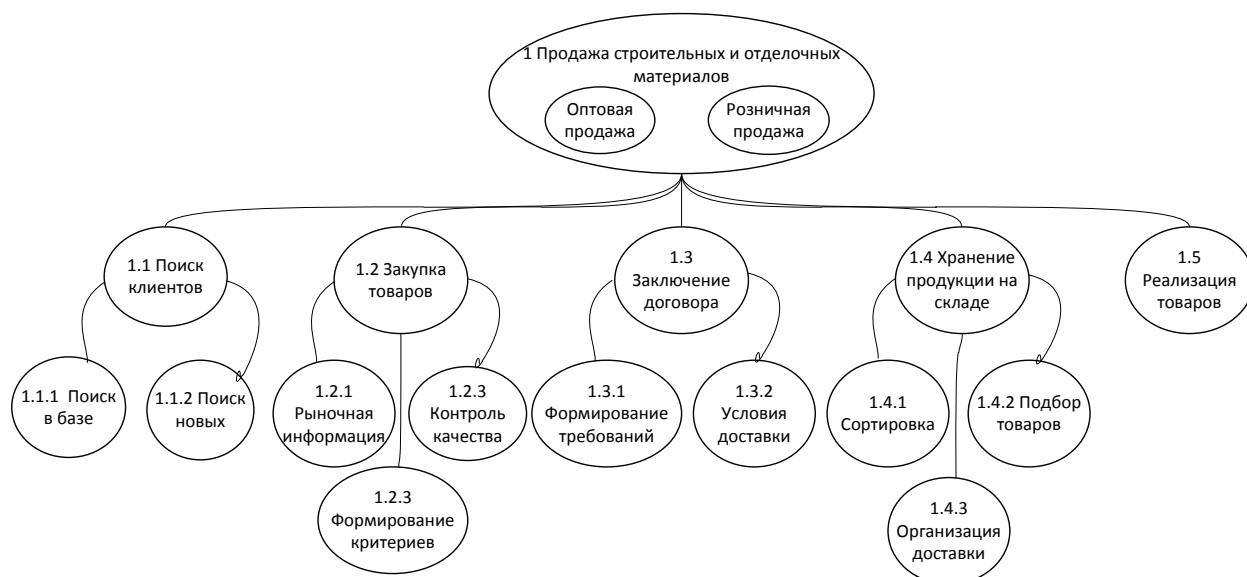 1 Продажа строительных и отделочных
материалов
Оптовая
продажа
Розничная
продажа
1.1 Поиск
клиентов
1.2 Закупка
товаров
1.3
Заключение
договора
1.4 Хранение
продукции на
складе
1.5
Реализация
товаров
1.1.1 Поиск
в базе
1.1.2 Поиск
новых
1.2.1
Рыночная
информация
1.2.3
Контроль
качества
1.3.1
Формирование
требований
1.3.2
Условия
доставки
1.4.1
Сортировка
1.4.2 Подбор
товаров
1.2.3
Формирование
критериев
1.4.3
Организация
доставки